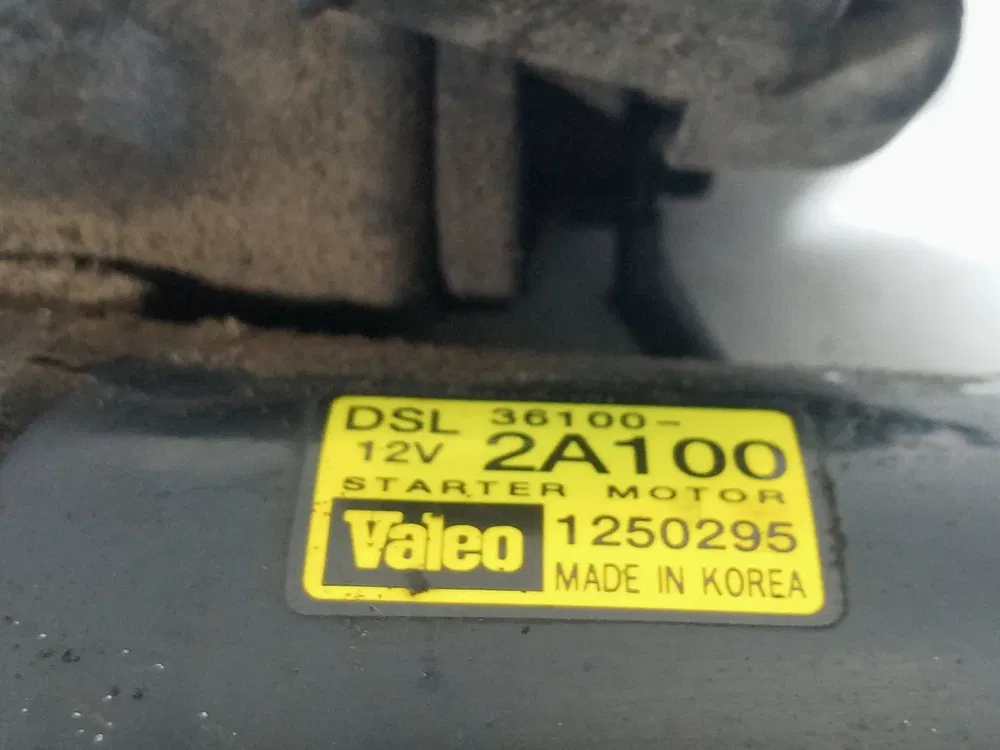 DSL 36100-
12V 2A100
STARTER MOTOR
Valeo 1250295
MADE IN KOREA